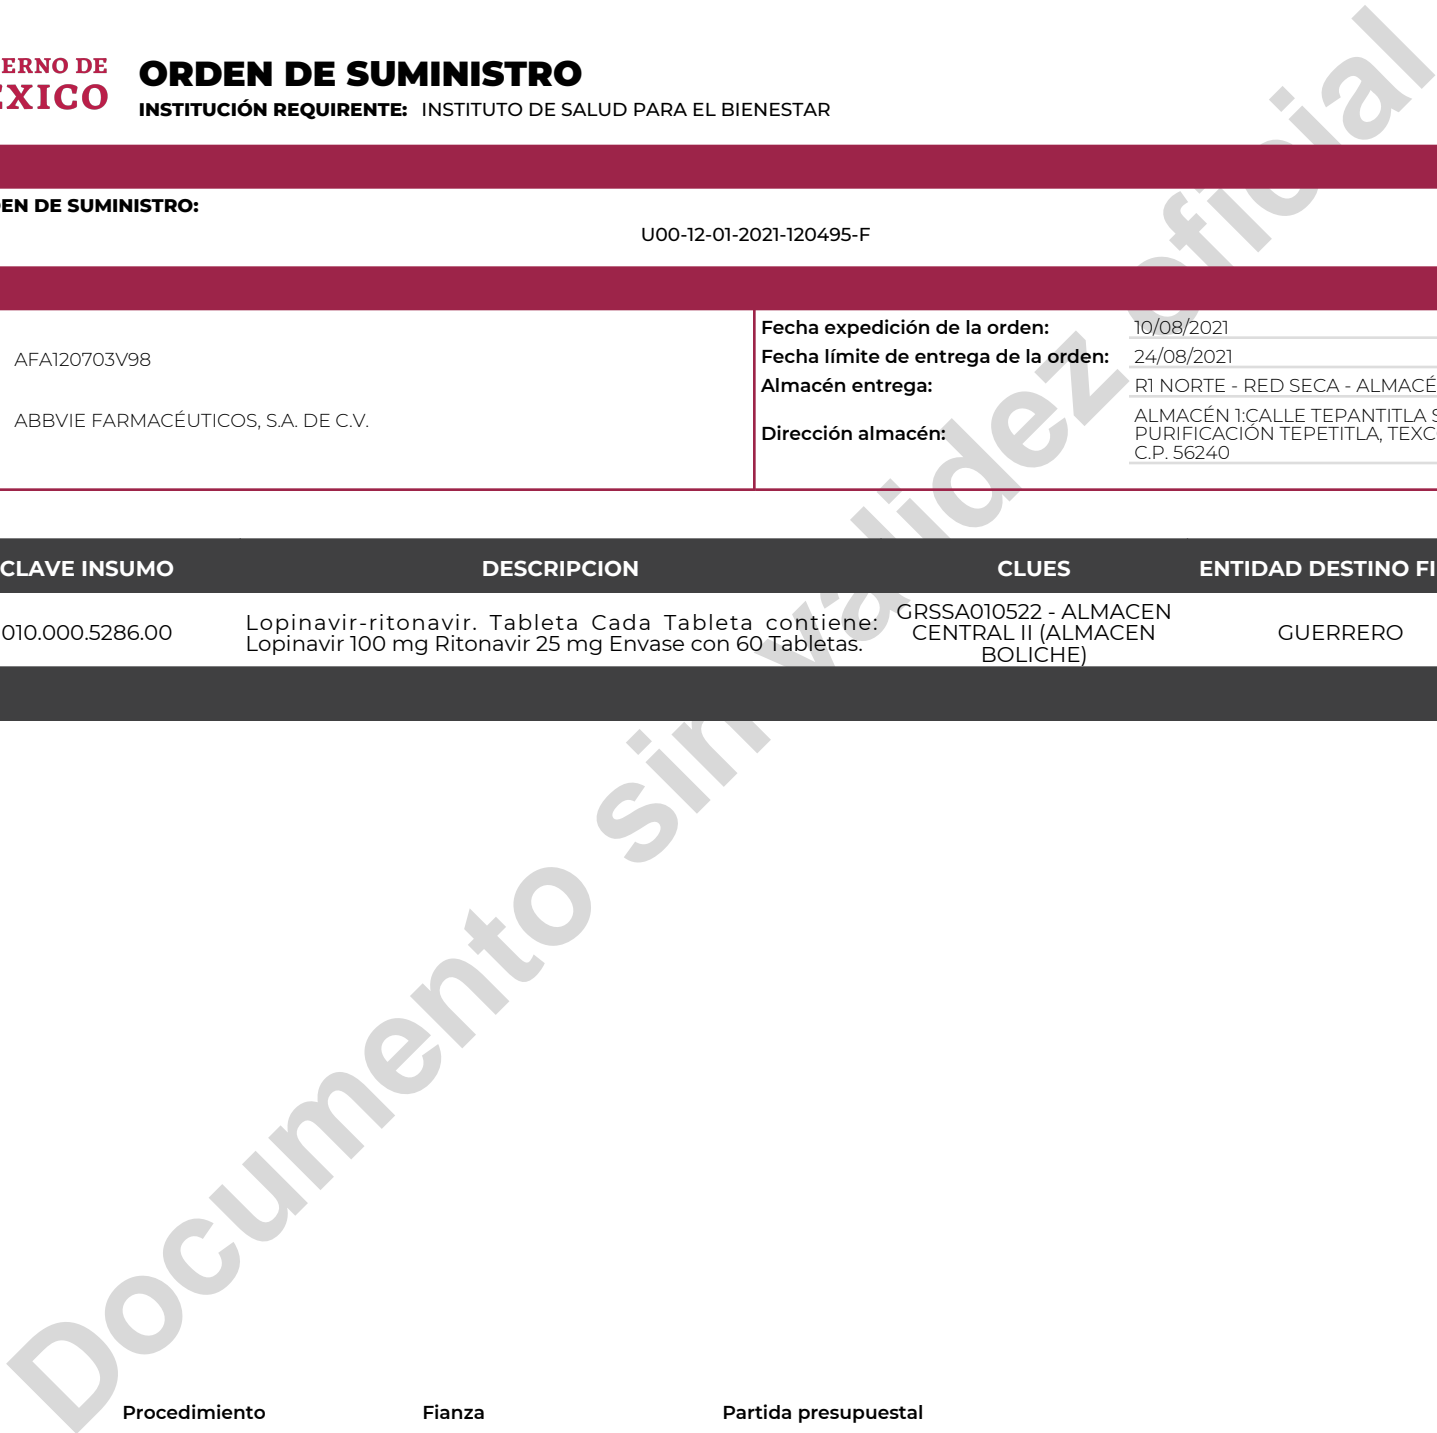 ERNO DE
EXICO
ORDEN DE SUMINISTRO
INSTITUCIÓN REQUIRENTE: INSTITUTO DE SALUD PARA EL BIENESTAR
EN DE SUMINISTRO:
U00-12-01-2021-120495-F
AFA120703V98
ABBVIE FARMACÉUTICOS, S.A. DE C.V.
Fecha expedición de la orden: 10/08/2021
Fecha límite de entrega de la orden: 24/08/2021
Almacén entrega: R1 NORTE - RED SECA - ALMACÉ
Dirección almacén: ALMACÉN 1:CALLE TEPANTITLA S
PURIFICACIÓN TEPETITLA, TEXC
C.P. 56240
CLAVE INSUMO DESCRIPCION CLUES ENTIDAD DESTINO FI
010.000.5286.00
Lopinavir-ritonavir. Tableta Cada Tableta contiene:
Lopinavir 100 mg Ritonavir 25 mg Envase con 60 Tabletas.
GRSSA010522 - ALMACEN
CENTRAL II (ALMACEN
BOLICHE)
GUERRERO
Documento sin validez oficial
Procedimiento Fianza Partida presupuestal